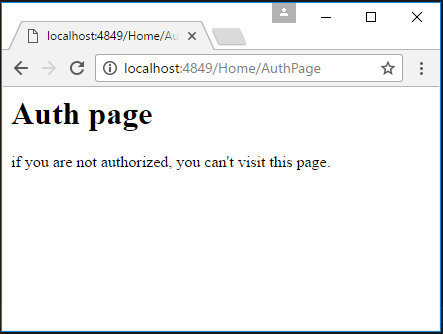 localhost:4849/Home/Au
localhost:4849/Home/AuthPage
Auth page
if you are not authorized, you can't visit this page.